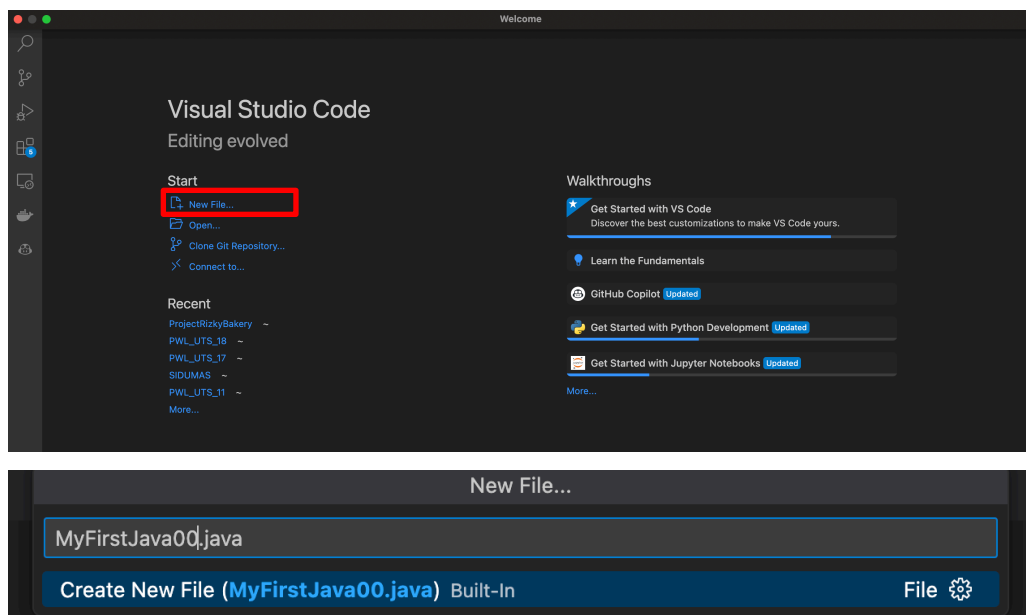 Welcome
Visual Studio Code
Editing evolved
Start
New File...
Open...
Clone Git Repository...
Connect to...
Recent
ProjectRizkyBakery ~
PWL_UTS_18 ~
PWL_UTS_17 ~
SIDUMAS ~
PWL_UTS_11 ~
More...
Walkthroughs
Get Started with VS Code
Discover the best customizations to make VS Code yours.
Learn the Fundamentals
GitHub Copilot Updated
Get Started with Python Development Updated
Get Started with Jupyter Notebooks Updated
More...
5
New File...
MyFirstJava00.java
Create New File (MyFirstJava00.java) Built-In File